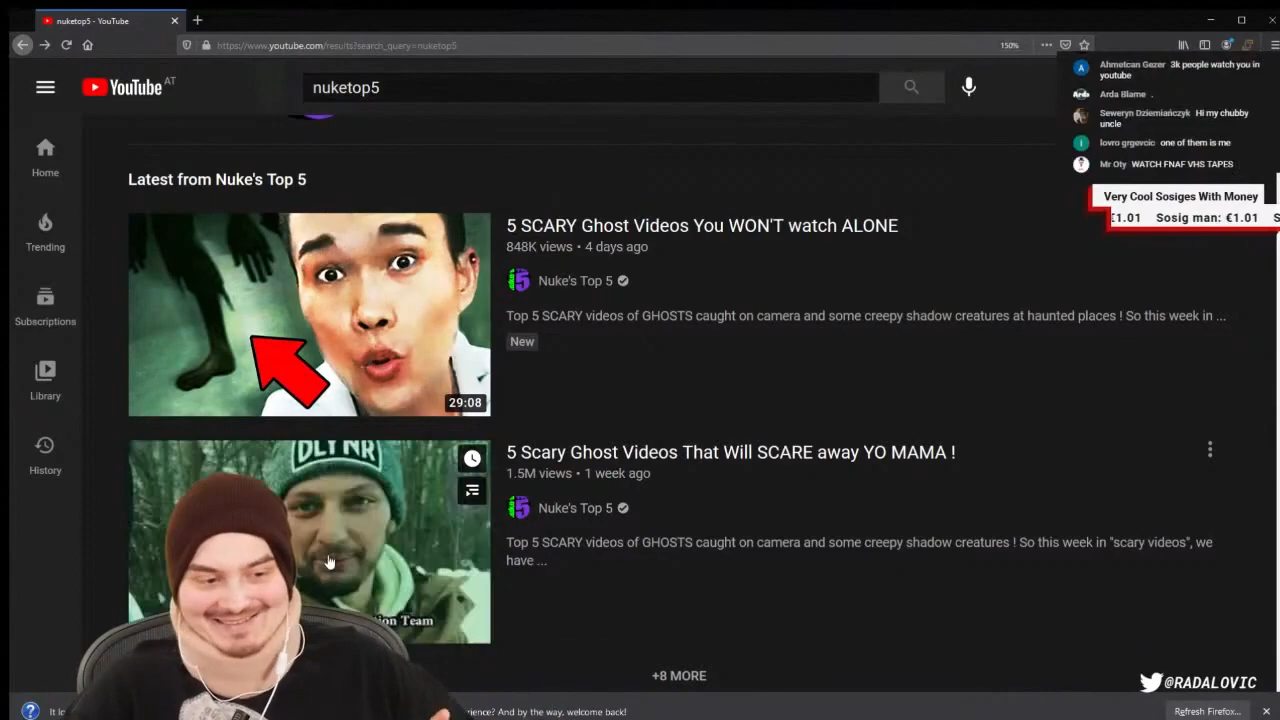 nuketop5 - YouTube
https://www.youtube.com/results?search_query=nuketop5
150%
YouTube AT
nuketop5
Home
Trending
Subscriptions
Library
History
Latest from Nuke's Top 5
29:08
5 SCARY Ghost Videos You WON'T watch ALONE
848K views • 4 days ago
Nuke's Top 5
Top 5 SCARY videos of GHOSTS caught on camera and some creepy shadow creatures at haunted places ! So this week in ...
New
DLYNR
ion Team
5 Scary Ghost Videos That Will SCARE away YO MAMA !
1.5M views • 1 week ago
Nuke's Top 5
Top 5 SCARY videos of GHOSTS caught on camera and some creepy shadow creatures ! So this week in "scary videos", we
have ...
+8 MORE
Ahmetcan Gezer 3k people watch you in
youtube
Arda Blame .
Seweryn Dziemiańczyk Hi my chubby
uncle
lovro grgevcic one of them is me
Mr Oty WATCH FNAF VHS TAPES
Very Cool Sosiges With Money
€1.01 Sosig man: €1.01 S
@RADALOVIC
It lo
rience? And by the way, welcome back!
Refresh Firefox...